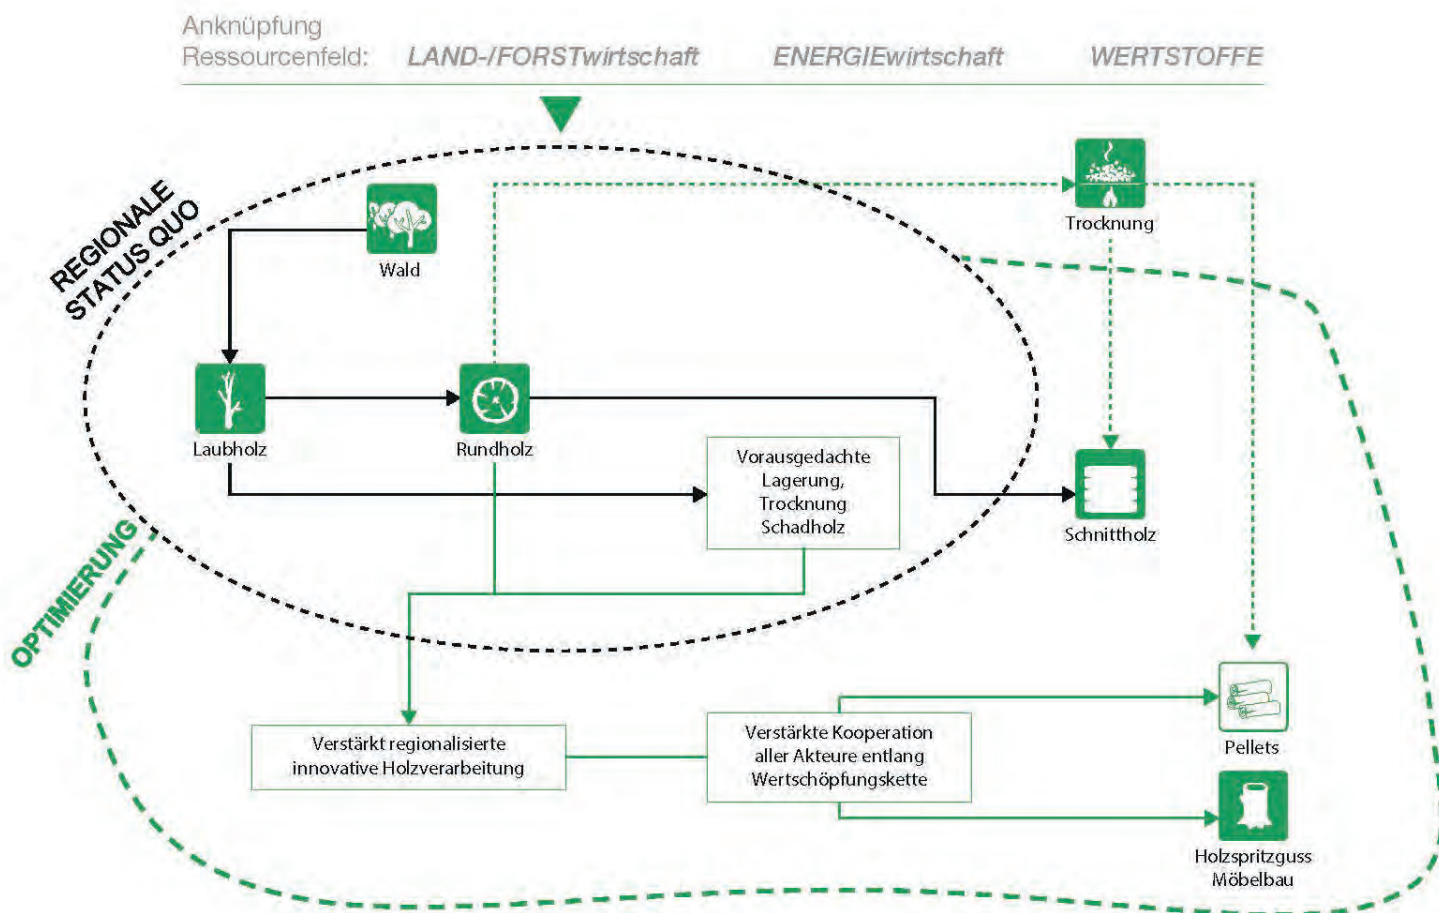 Anknüpfung
Ressourcenfeld: LAND-/FORSTwirtschaft ENERGIEwirtschaft WERTSTOFFE
REGIONALE
STATUS QUO
Wald
Trocknung
Laubholz
Rundholz
Vorausgedachte
Lagerung,
Trocknung
Schadholz
Schnittholz
OPTIMIERUNG
Verstärkt regionalisierte
innovative Holzverarbeitung
Verstärkte Kooperation
aller Akteure entlang
Wertschöpfungskette
Pellets
Holzspritzguss
Möbelbau